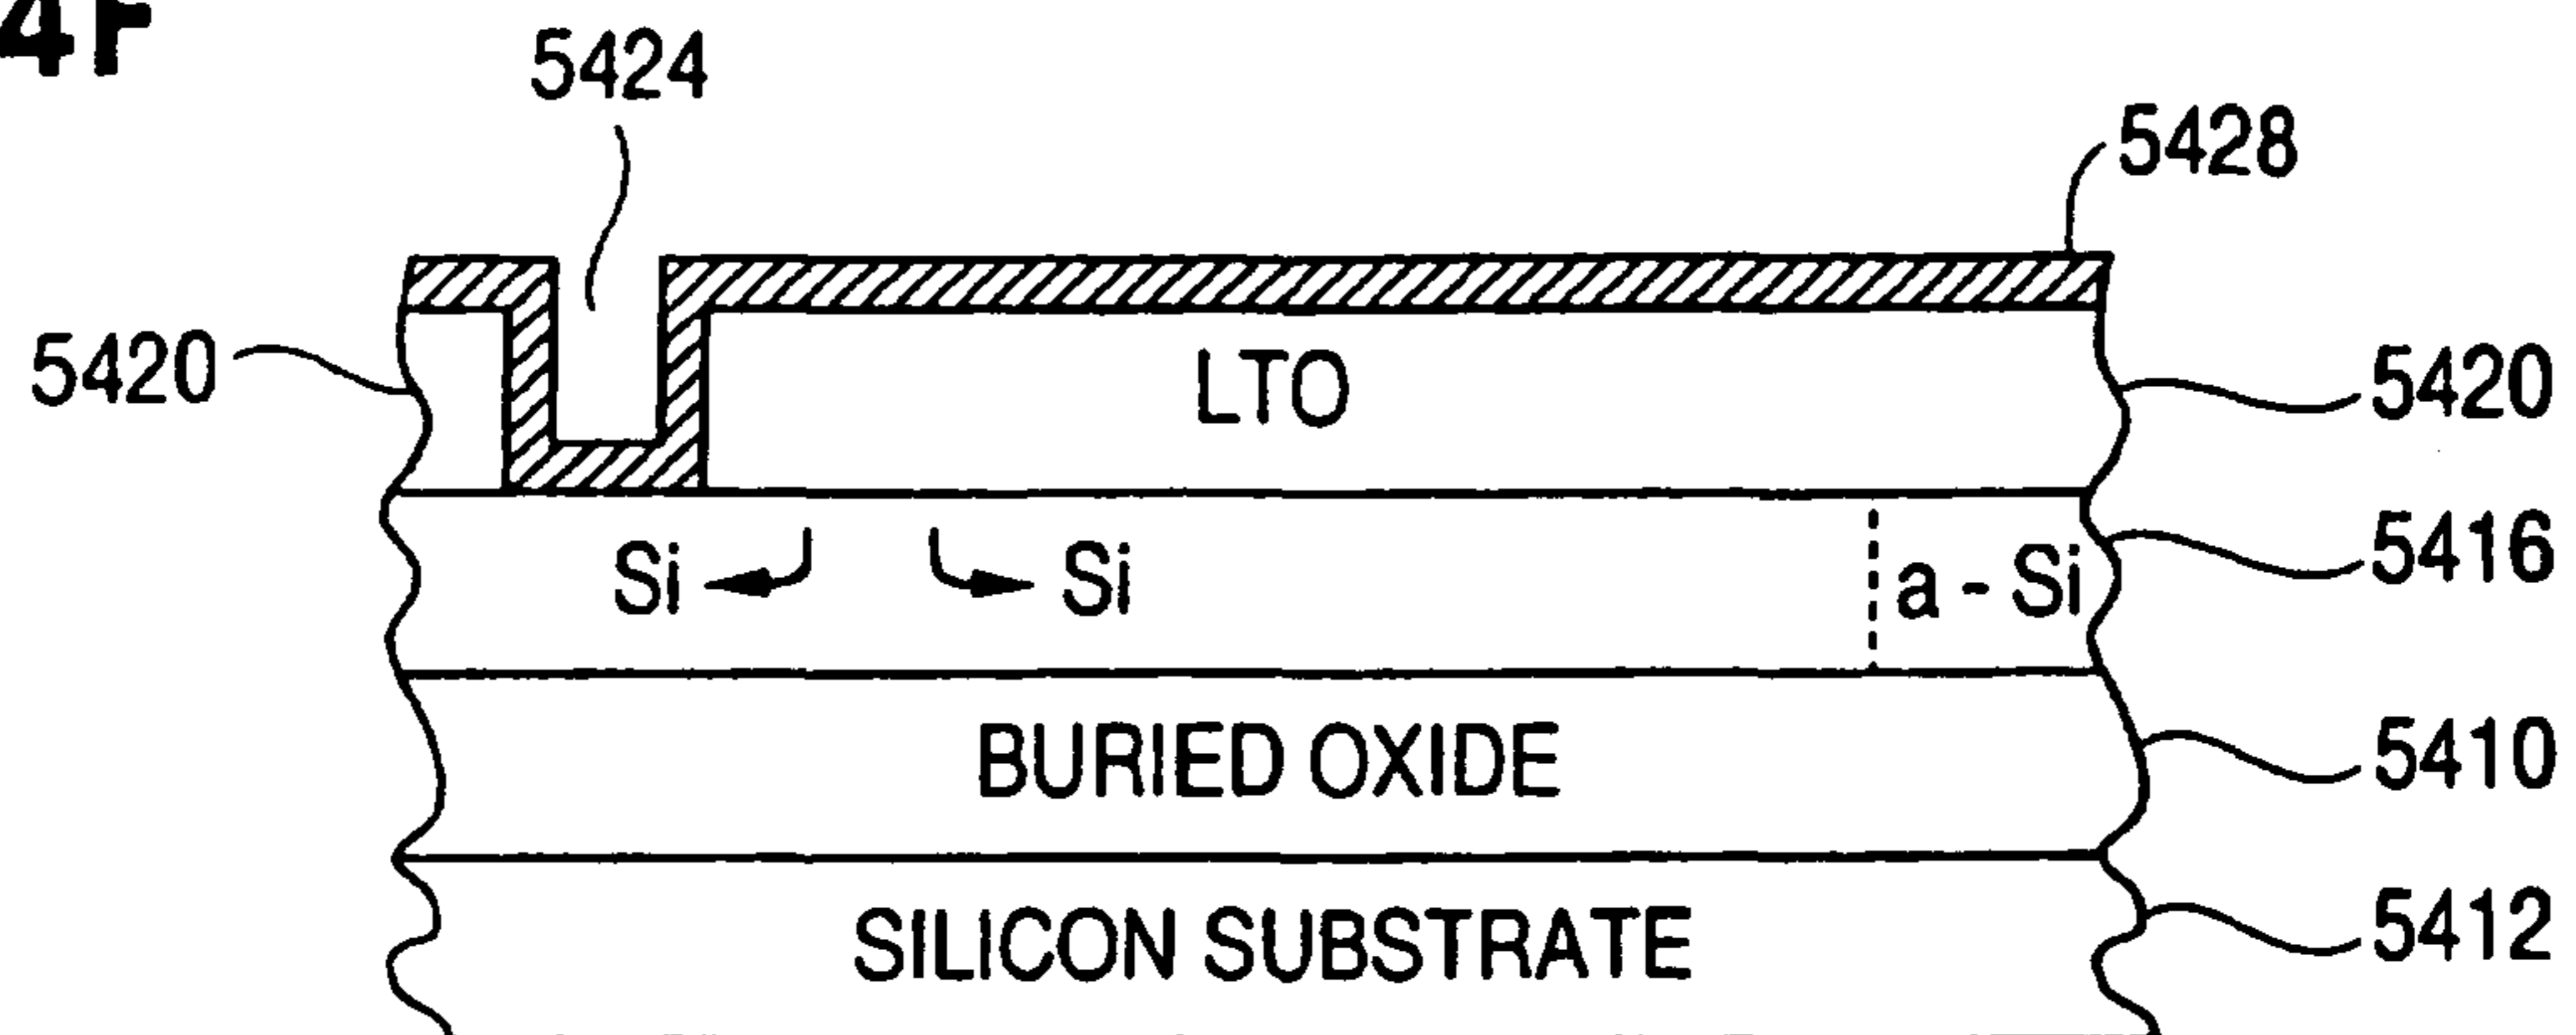 4F
5424
5428
5420
LTO
5420
Si
Si
a - Si
5416
BURIED OXIDE
5410
SILICON SUBSTRATE
5412